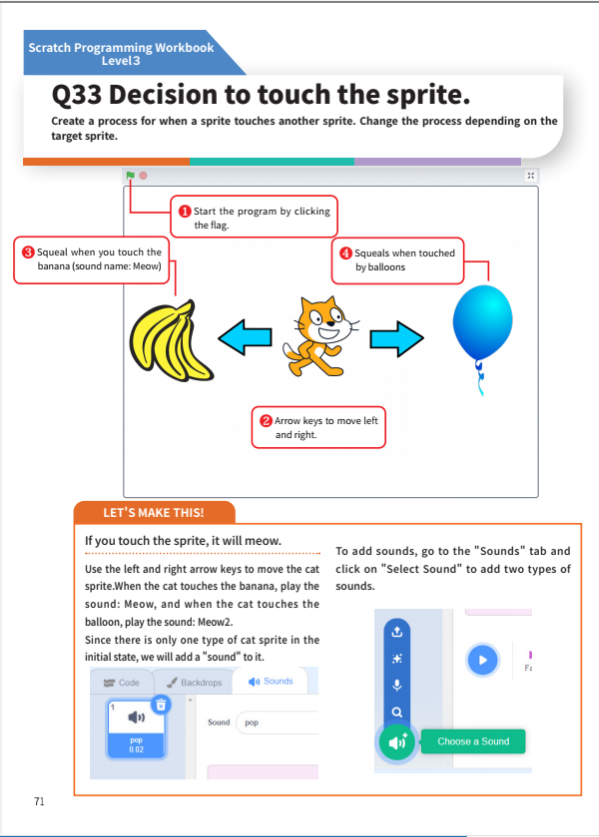 Scratch Programming Workbook
Level3
Q33 Decision to touch the sprite.
Create a process for when a sprite touches another sprite. Change the process depending on the
target sprite.
❶ Start the program by clicking
the flag.
❸ Squeal when you touch the
banana (sound name: Meow)
❹ Squeals when touched
by balloons
❷ Arrow keys to move left
and right.
LET'S MAKE THIS!
If you touch the sprite, it will meow.
Use the left and right arrow keys to move the cat
sprite.When the cat touches the banana, play the
sound: Meow, and when the cat touches the
balloon, play the sound: Meow2.
Since there is only one type of cat sprite in the
initial state, we will add a "sound" to it.
Code
Backdrops
Sounds
1
pop
0.02
Sound
pop
To add sounds, go to the "Sounds" tab and
click on "Select Sound" to add two types of
sounds.
Choose a Sound
71